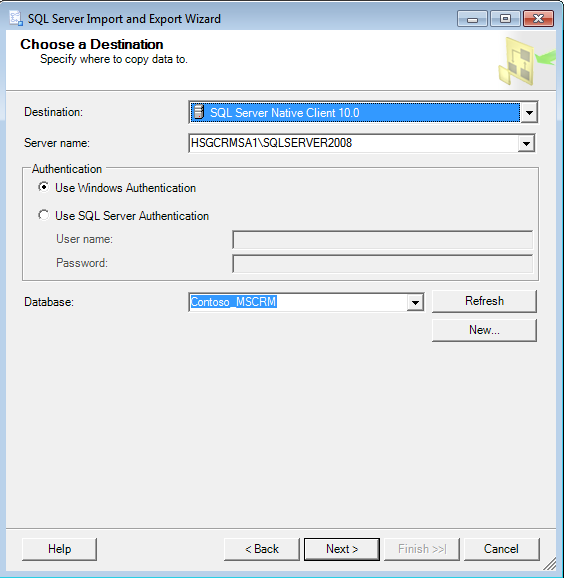 SQL Server Import and Export Wizard
Choose a Destination
Specify where to copy data to.
Destination: SQL Server Native Client 10.0
Server name: HSGCRMSA1\SQLSERVER2008
Authentication
Use Windows Authentication
Use SQL Server Authentication
User name:
Password:
Database: Contoso_MSCRM Refresh
New...
Help < Back Next > Finish >>| Cancel